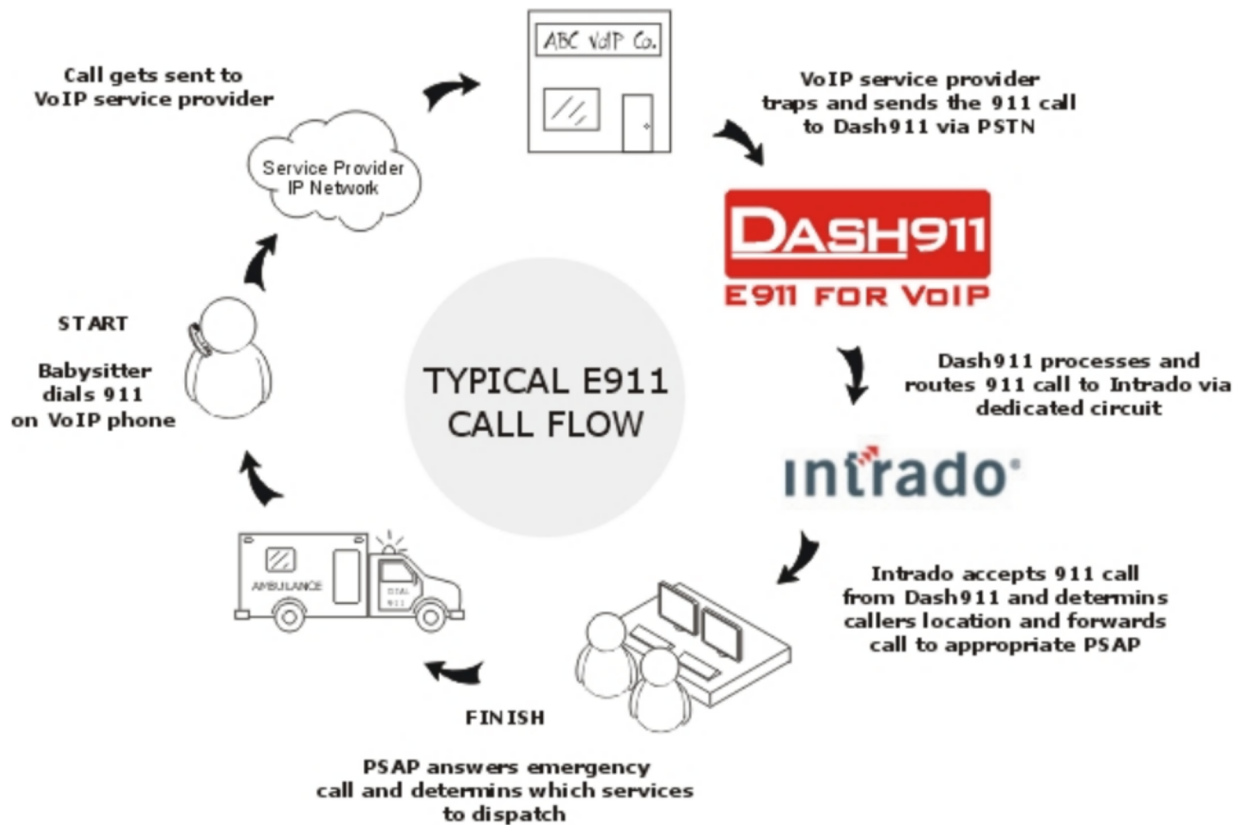 ABC VoIP Co.
Call gets sent to
VoIP service provider
VoIP service provider
traps and sends the 911 call
to Dash911 via PSTN
Service Provider
IP Network
DASH911
E911 FOR VOIP
START
Babysitter
dials 911
on VoIP phone
TYPICAL E911
CALL FLOW
Dash911 processes and
routes 911 call to Intrado via
dedicated circuit
intrado®
Intrado accepts 911 call
from Dash911 and determins
callers location and forwards
call to appropriate PSAP
AMBULANCE
DIAL
911
FINISH
PSAP answers emergency
call and determins which services
to dispatch